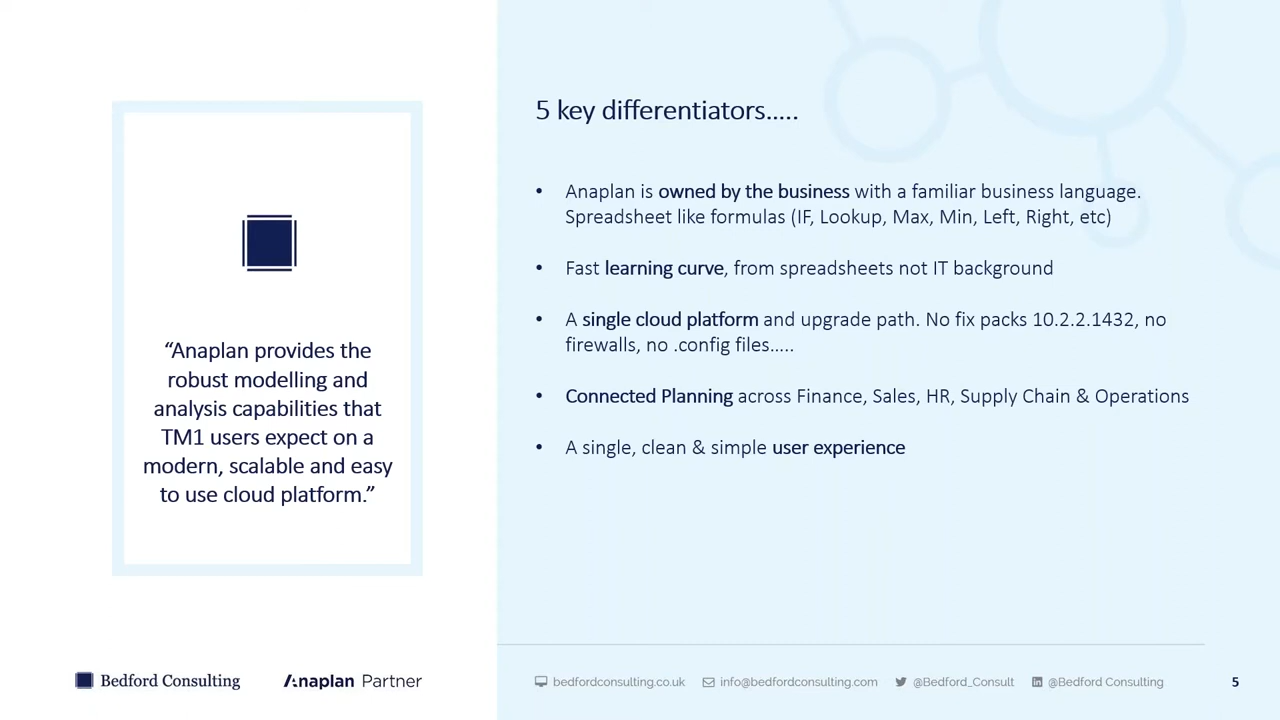 5 key differentiators.....
• Anaplan is owned by the business with a familiar business language.
Spreadsheet like formulas (IF, Lookup, Max, Min, Left, Right, etc)
• Fast learning curve, from spreadsheets not IT background
• A single cloud platform and upgrade path. No fix packs 10.2.2.1432, no
firewalls, no .config files.....
• Connected Planning across Finance, Sales, HR, Supply Chain & Operations
• A single, clean & simple user experience
“Anaplan provides the
robust modelling and
analysis capabilities that
TM1 users expect on a
modern, scalable and easy
to use cloud platform.”
Bedford Consulting
Anaplan Partner
bedfordconsulting.co.uk
info@bedfordconsulting.com
@Bedford_Consult
@Bedford Consulting
5